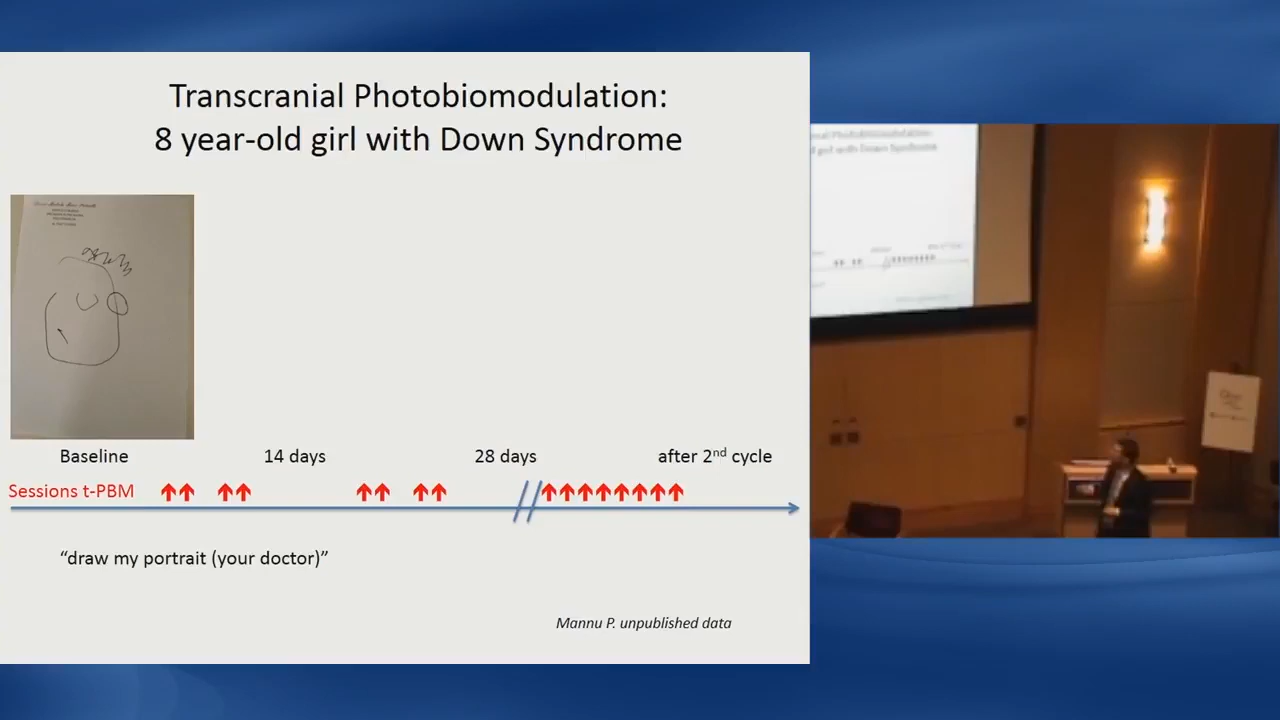 Transcranial Photobiomodulation:
8 year-old girl with Down Syndrome
Baseline
14 days
28 days
after 2nd cycle
Sessions t-PBM
“draw my portrait (your doctor)”
Mannu P. unpublished data